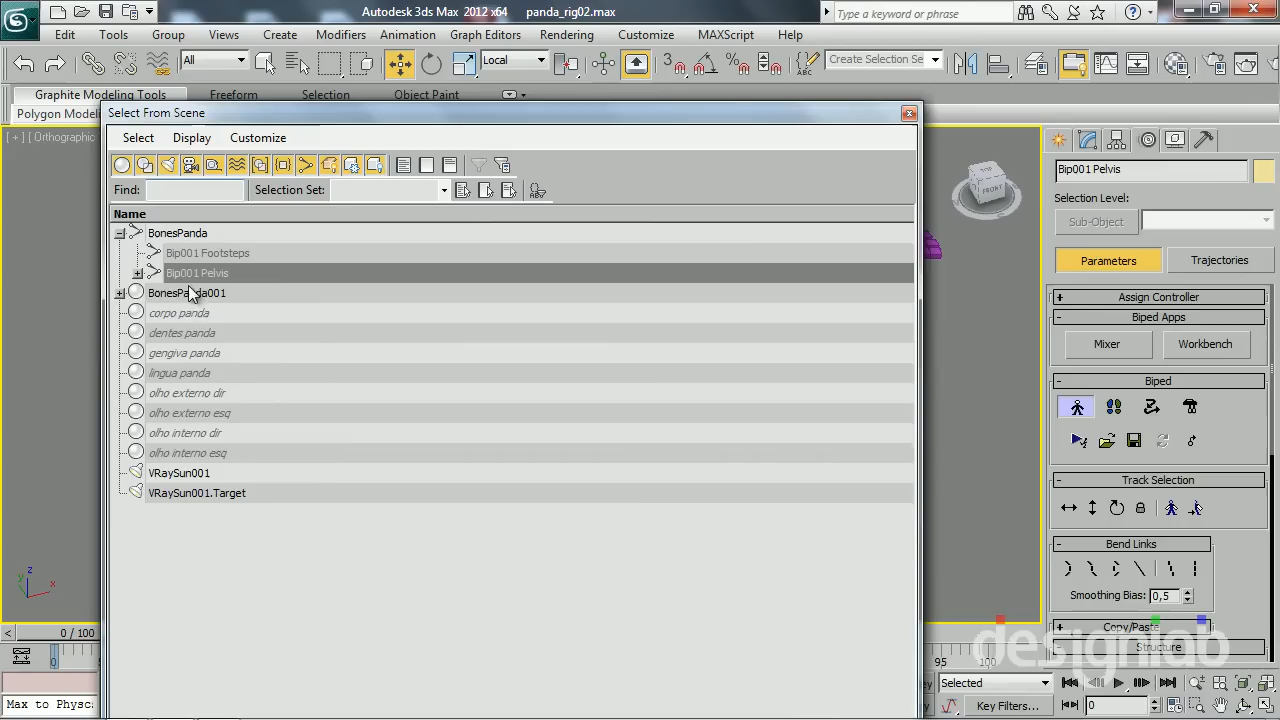 Autodesk 3ds Max 2012 x64 panda_rig02.max
Type a keyword or phrase
Edit Tools Group Views Create Modifiers Animation Graph Editors Rendering Customize MAXScript Help
All Local 3 Create Selection Se
Graphite Modeling Tools Freeform Selection Object Paint
Polygon Modeli
[ + ] [ Orthographic
Select From Scene
Select Display Customize
Find: Selection Set:
Name
BonesPanda
Bip001 Footsteps
Bip001 Pelvis
BonesPanda001
corpo panda
dentes panda
gengiva panda
lingua panda
olho externo dir
olho externo esq
olho interno dir
olho interno esq
VRaySun001
VRaySun001.Target
FRONT
Bip001 Pelvis
Selection Level:
Sub-Object
Parameters Trajectories
+ Assign Controller
- Biped Apps
Mixer Workbench
- Biped
- Track Selection
- Bend Links
Smoothing Bias: 0,5
+ Copy/Paste
Structure
designlab
z
y
x
< 0 / 100
0 95 100
Selected
Max to Physc
Key Filters... 0